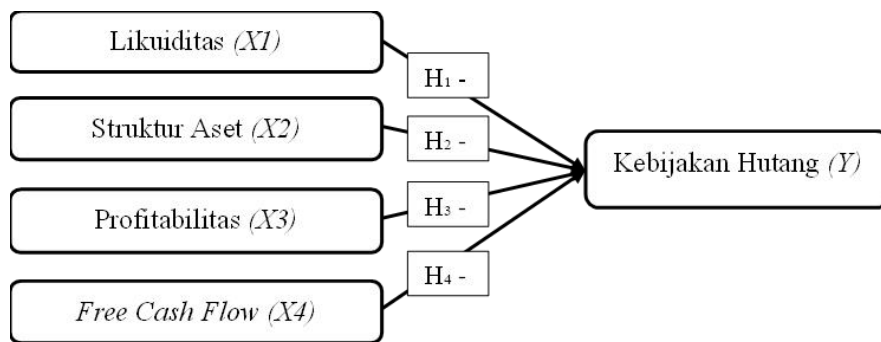 Likuiditas (X1)
H1 -
Struktur Aset (X2)
H2 -
Kebijakan Hutang (Y)
Profitabilitas (X3)
H3 -
Free Cash Flow (X4)
H4 -